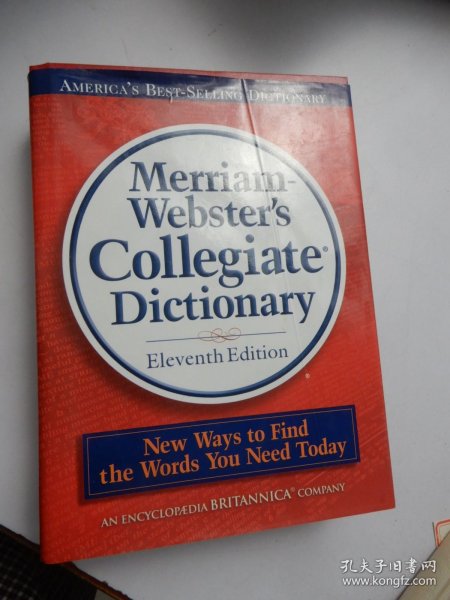 AMERICA'S BEST-SELLING DICTIONARY
Merriam-
Webster's
Collegiate®
Dictionary
Eleventh Edition
®
New Ways to Find
the Words You Need Today
AN ENCYCLOPÆDIA BRITANNICA® COMPANY
孔夫子旧书网
www.kongfz.com